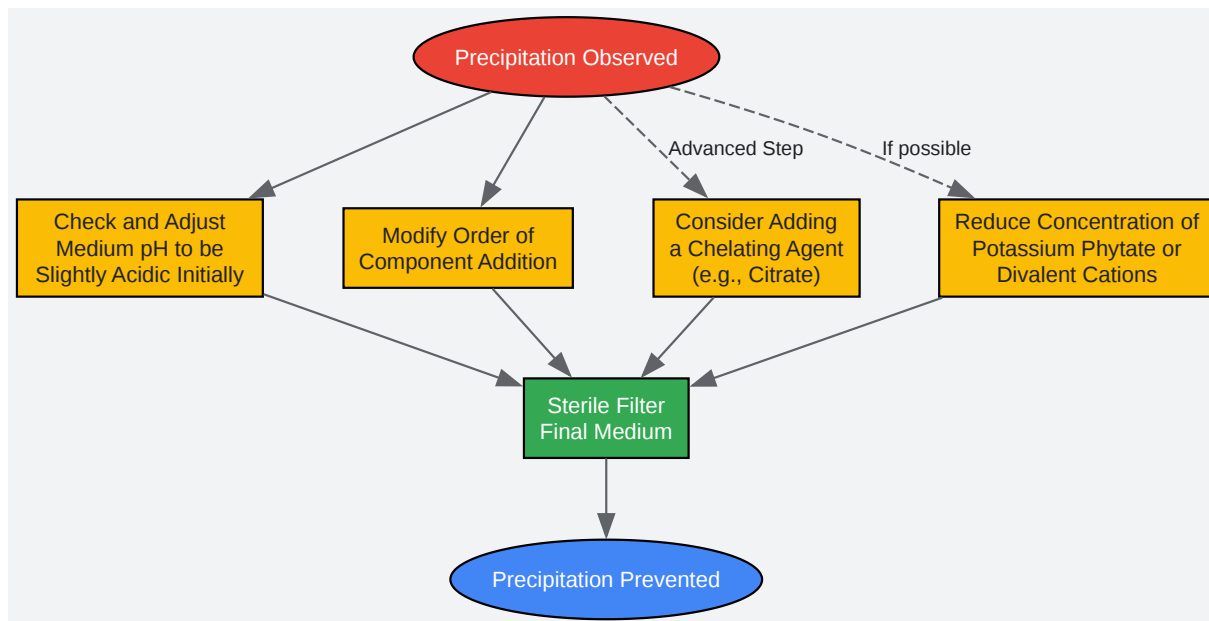 Precipitation Observed
Advanced Step
If possible
Check and Adjust
Medium pH to be
Slightly Acidic Initially
Modify Order of
Component Addition
Consider Adding
a Chelating Agent
(e.g., Citrate)
Reduce Concentration of
Potassium Phytate or
Divalent Cations
Sterile Filter
Final Medium
Precipitation Prevented